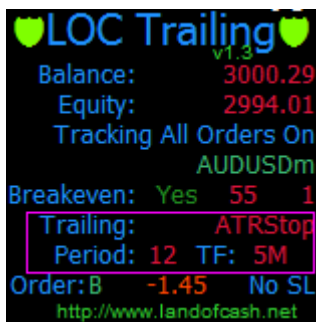 LOC Trailing
v1.3
Balance: 3000.29
Equity: 2994.01
Tracking All Orders On
AUDUSDm
Breakeven: Yes 55 1
Trailing: ATRStop
Period: 12 TF: 5M
Order: B -1.45 No SL
http://www.landofcash.net